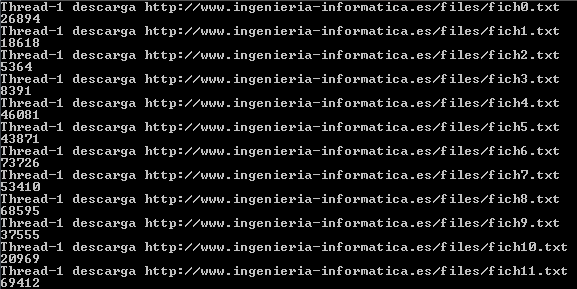 Thread-1 descarga http://www.ingenieria-informatica.es/files/fich0.txt
26894
Thread-1 descarga http://www.ingenieria-informatica.es/files/fich1.txt
18618
Thread-1 descarga http://www.ingenieria-informatica.es/files/fich2.txt
5364
Thread-1 descarga http://www.ingenieria-informatica.es/files/fich3.txt
8391
Thread-1 descarga http://www.ingenieria-informatica.es/files/fich4.txt
46081
Thread-1 descarga http://www.ingenieria-informatica.es/files/fich5.txt
43871
Thread-1 descarga http://www.ingenieria-informatica.es/files/fich6.txt
73726
Thread-1 descarga http://www.ingenieria-informatica.es/files/fich7.txt
53410
Thread-1 descarga http://www.ingenieria-informatica.es/files/fich8.txt
68595
Thread-1 descarga http://www.ingenieria-informatica.es/files/fich9.txt
37555
Thread-1 descarga http://www.ingenieria-informatica.es/files/fich10.txt
20969
Thread-1 descarga http://www.ingenieria-informatica.es/files/fich11.txt
69412